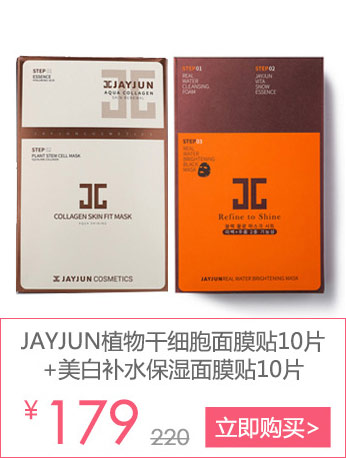 STEP 01
ESSENCE
JAYJUN
AQUA COLLAGEN
SKIN RENEWAL
STEP 02
PLANT STEM CELL MASK
COLLAGEN SKIN FIT MASK
JAYJUN COSMETICS
STEP 01
REAL
WATER
CLEANSING
FOAM
STEP 02
JAYJUN
VITA
SNOW
ESSENCE
STEP 03
REAL
WATER
BRIGHTENING
BLACK
MASK
Refine to Shine
JAYJUN REAL WATER BRIGHTENING MASK
JAYJUN植物干细胞面膜贴10片
+美白补水保湿面膜贴10片
¥179 220 立即购买>